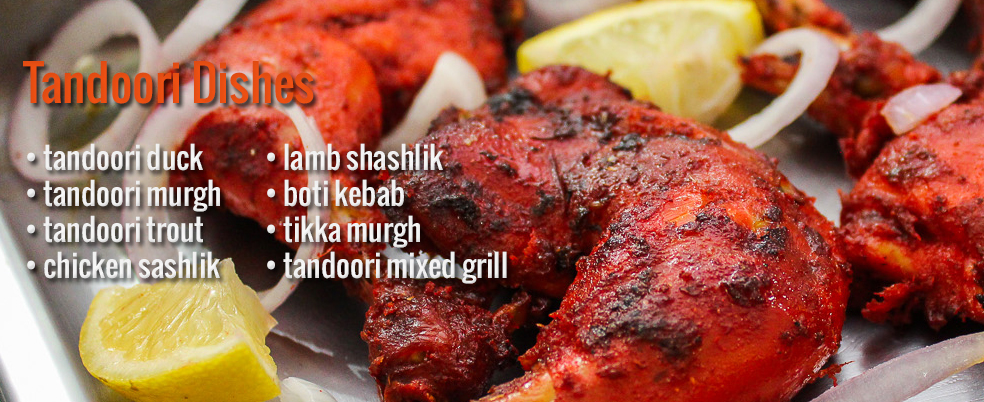 Tandoori Dishes
• tandoori duck
• tandoori murgh
• tandoori trout
• chicken sashlik
• lamb shashlik
• boti kebab
• tikka murgh
• tandoori mixed grill